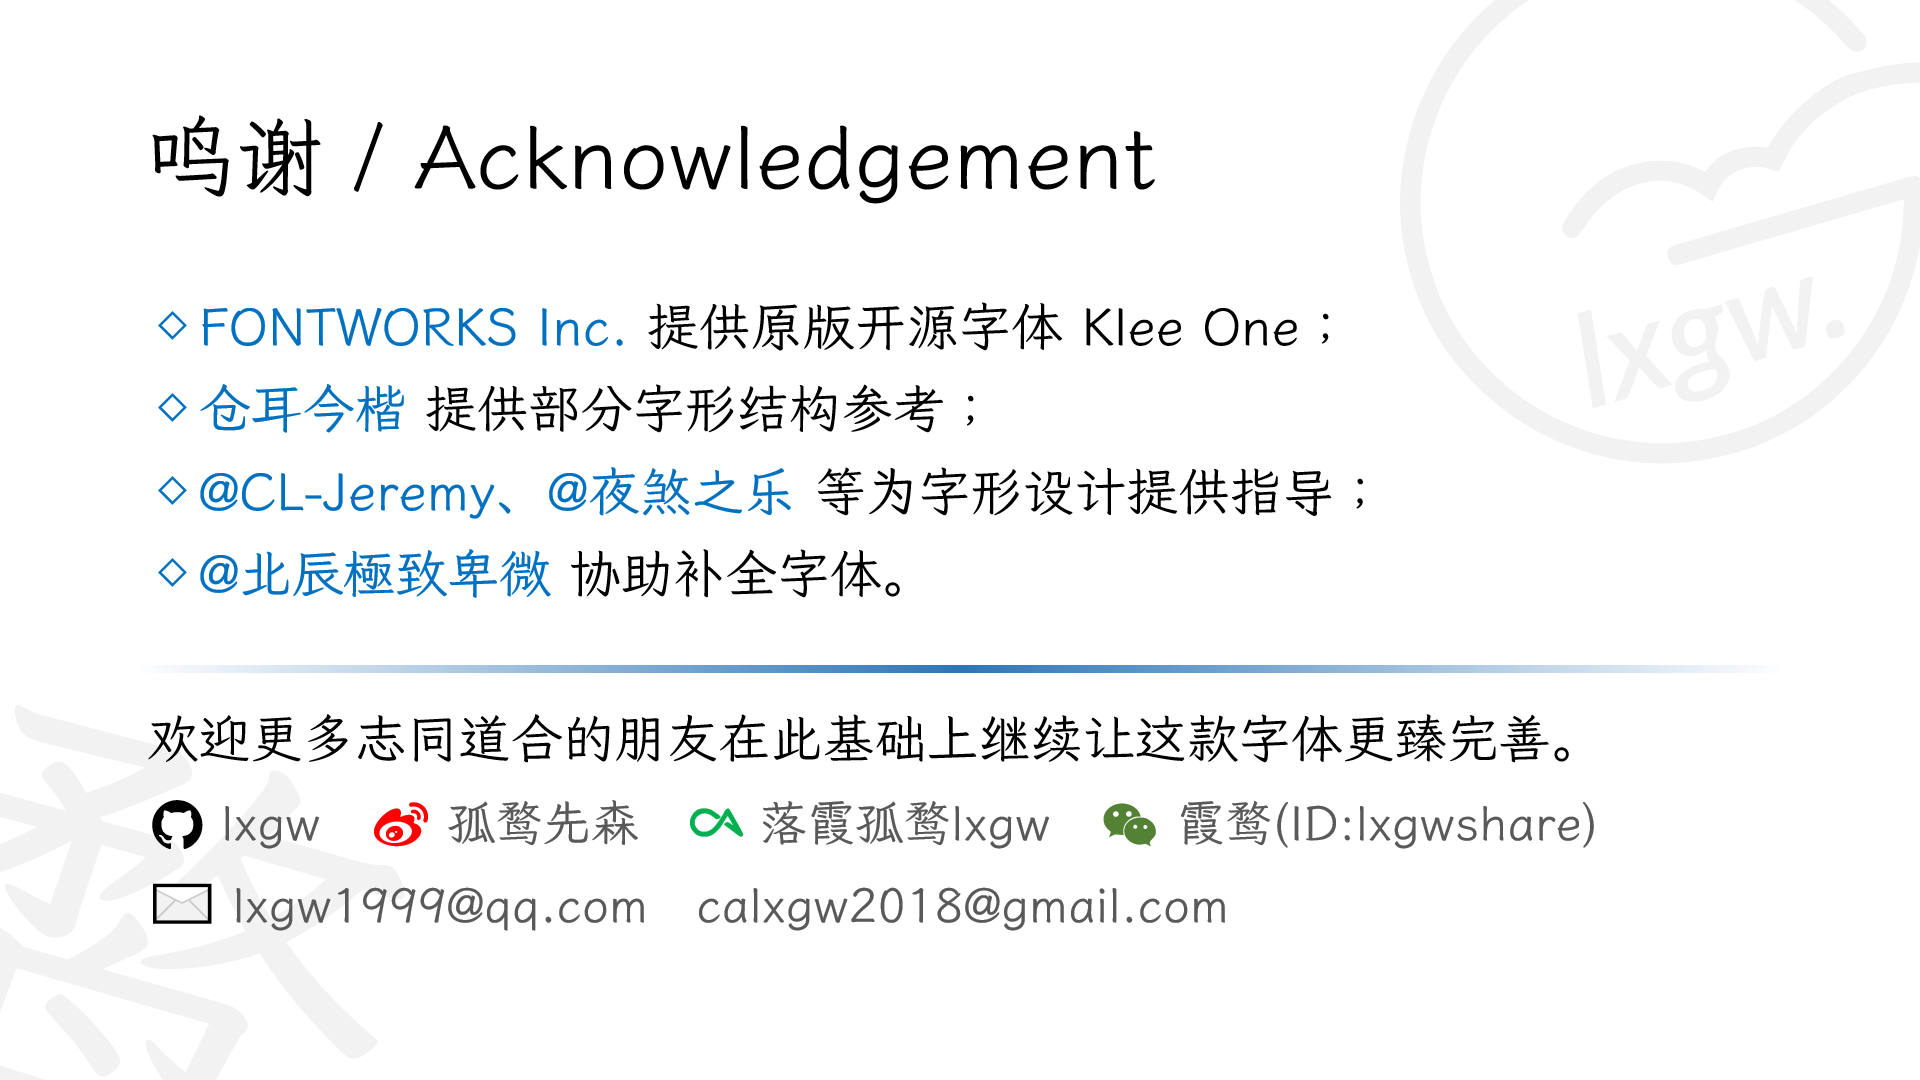 鸣谢 / Acknowledgement
lxgw.
◇FONTWORKS Inc. 提供原版开源字体 Klee One；
◇仓耳今楷 提供部分字形结构参考；
◇@CL-Jeremy、@夜煞之乐 等为字形设计提供指导；
◇@北辰極致卑微 协助补全字体。
欢迎更多志同道合的朋友在此基础上继续让这款字体更臻完善。
lxgw 孤鹜先森 落霞孤鹜lxgw 霞鹜(ID:lxgwshare)
lxgw1999@qq.com calxgw2018@gmail.com